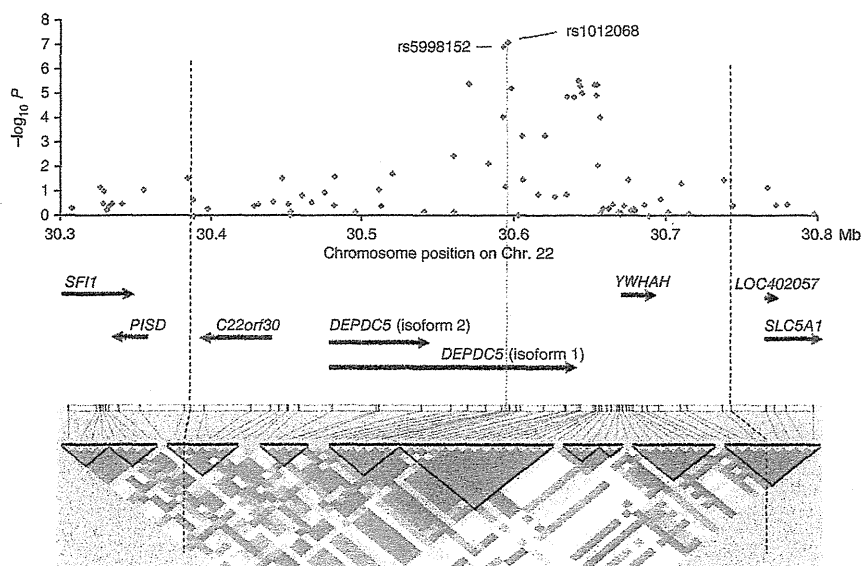 8
7
6
5
4
3
2
1
0
−log10 P
rs5998152
rs1012068
30.3 30.4 30.5 30.6 30.7 30.8 Mb
Chromosome position on Chr. 22
SFI1 YWHAH LOC402057
PISD C22orf30 DEPDC5 (isoform 2) SLC5A1
DEPDC5 (isoform 1)